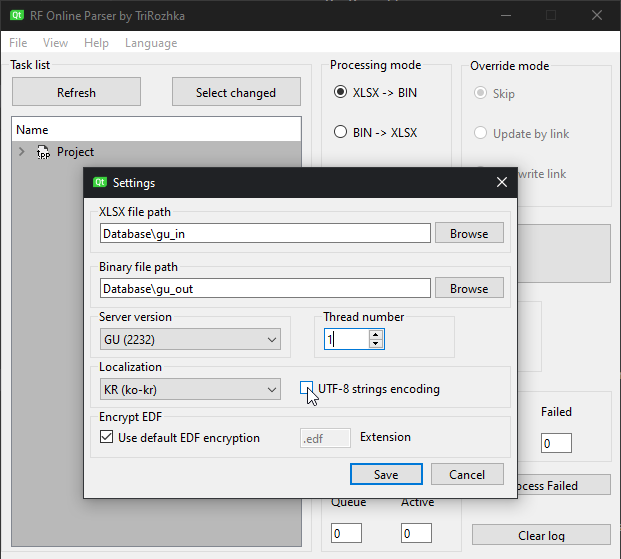 RF Online Parser by TriRozhka
File View Help Language
Task list
Refresh
Select changed
Name
Project
Processing mode
XLSX -> BIN
BIN -> XLSX
Override mode
Skip
Update by link
write link
Settings
XLSX file path
Database\gu_in
Browse
Binary file path
Database\gu_out
Browse
Server version
GU (2232)
Thread number
1
Localization
KR (ko-kr)
UTF-8 strings encoding
Encrypt EDF
Use default EDF encryption
.edf
Extension
Save
Cancel
Failed
0
ocess Failed
Queue
Active
0
0
Clear log